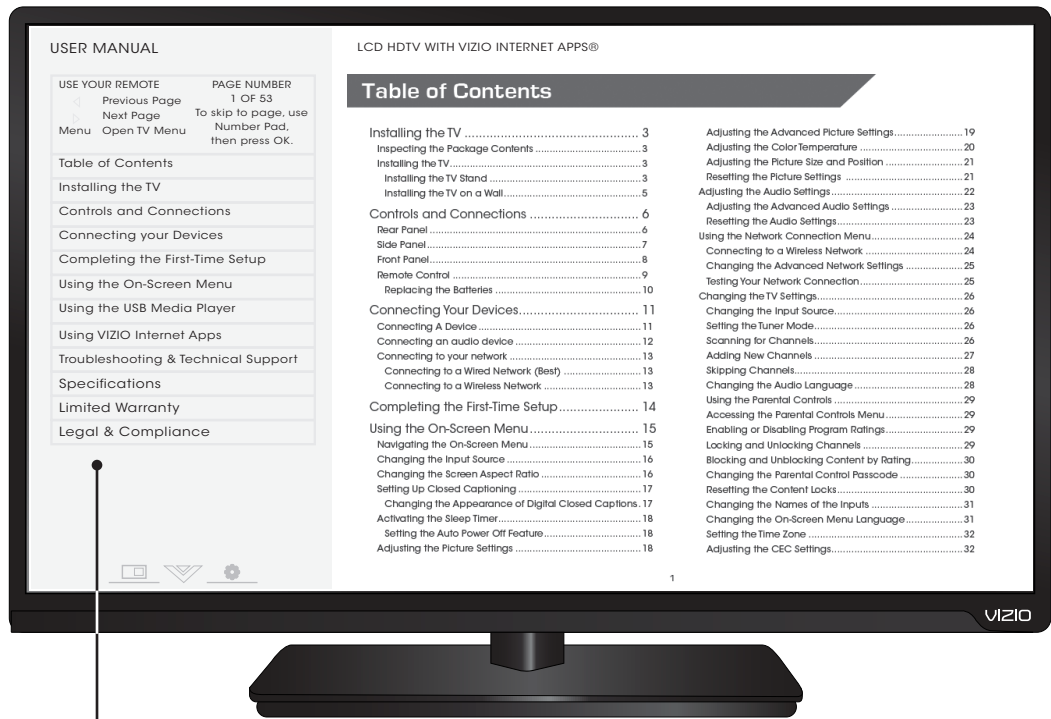 USER MANUAL
USE YOUR REMOTE
Previous Page
Next Page
Menu Open TV Menu
PAGE NUMBER
1 OF 53
To skip to page, use
Number Pad,
then press OK.
Table of Contents
Installing the TV
Controls and Connections
Connecting your Devices
Completing the First-Time Setup
Using the On-Screen Menu
Using the USB Media Player
Using VIZIO Internet Apps
Troubleshooting & Technical Support
Specifications
Limited Warranty
Legal & Compliance
LCD HDTV WITH VIZIO INTERNET APPS®
Table of Contents
Installing the TV ........ 3
Inspecting the Package Contents ........ 3
Installing the TV ........ 3
Installing the TV Stand ........ 3
Installing the TV on a Wall ........ 5
Controls and Connections ........ 6
Rear Panel ........ 6
Side Panel ........ 7
Front Panel ........ 8
Remote Control ........ 9
Replacing the Batteries ........ 10
Connecting Your Devices ........ 11
Connecting A Device ........ 11
Connecting an audio device ........ 12
Connecting to your network ........ 13
Connecting to a Wired Network (Best) ........ 13
Connecting to a Wireless Network ........ 13
Completing the First-Time Setup ........ 14
Using the On-Screen Menu ........ 15
Navigating the On-Screen Menu ........ 15
Changing the Input Source ........ 16
Changing the Screen Aspect Ratio ........ 16
Setting Up Closed Captioning ........ 17
Changing the Appearance of Digital Closed Captions. 17
Activating the Sleep Timer ........ 18
Setting the Auto Power Off Feature ........ 18
Adjusting the Picture Settings ........ 18
Adjusting the Advanced Picture Settings ........ 19
Adjusting the Color Temperature ........ 20
Adjusting the Picture Size and Position ........ 21
Resetting the Picture Settings ........ 21
Adjusting the Audio Settings ........ 22
Adjusting the Advanced Audio Settings ........ 23
Resetting the Audio Settings ........ 23
Using the Network Connection Menu ........ 24
Connecting to a Wireless Network ........ 24
Changing the Advanced Network Settings ........ 25
Testing Your Network Connection ........ 25
Changing the TV Settings ........ 26
Changing the Input Source ........ 26
Setting the Tuner Mode ........ 26
Scanning for Channels ........ 26
Adding New Channels ........ 27
Skipping Channels ........ 28
Changing the Audio Language ........ 28
Using the Parental Controls ........ 29
Accessing the Parental Controls Menu ........ 29
Enabling or Disabling Program Ratings ........ 29
Locking and Unlocking Channels ........ 29
Blocking and Unblocking Content by Rating ........ 30
Changing the Parental Control Passcode ........ 30
Resetting the Content Locks ........ 30
Changing the Names of the Inputs ........ 31
Changing the On-Screen Menu Language ........ 31
Setting the Time Zone ........ 32
Adjusting the CEC Settings ........ 32
1
VIZIO